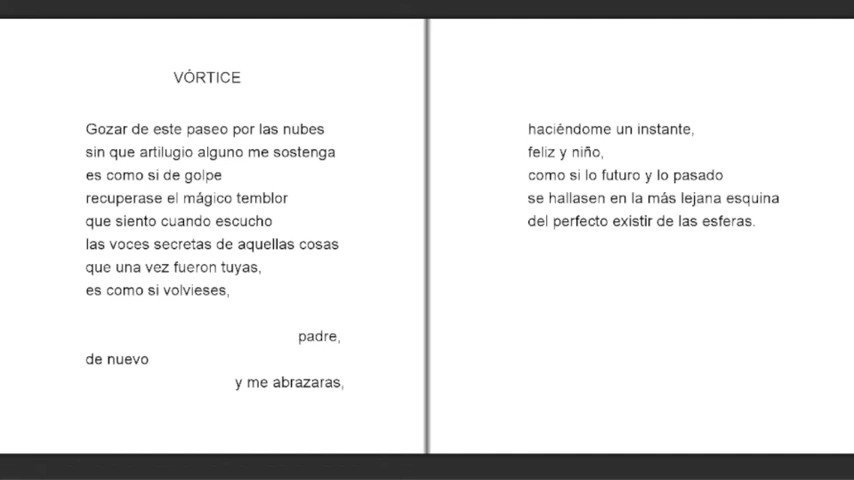 VÓRTICE
Gozar de este paseo por las nubes
sin que artilugio alguno me sostenga
es como si de golpe
recuperase el mágico temblor
que siento cuando escucho
las voces secretas de aquellas cosas
que una vez fueron tuyas,
es como si volvieses,
padre,
de nuevo
y me abrazaras,
haciéndome un instante,
feliz y niño,
como si lo futuro y lo pasado
se hallasen en la más lejana esquina
del perfecto existir de las esferas.